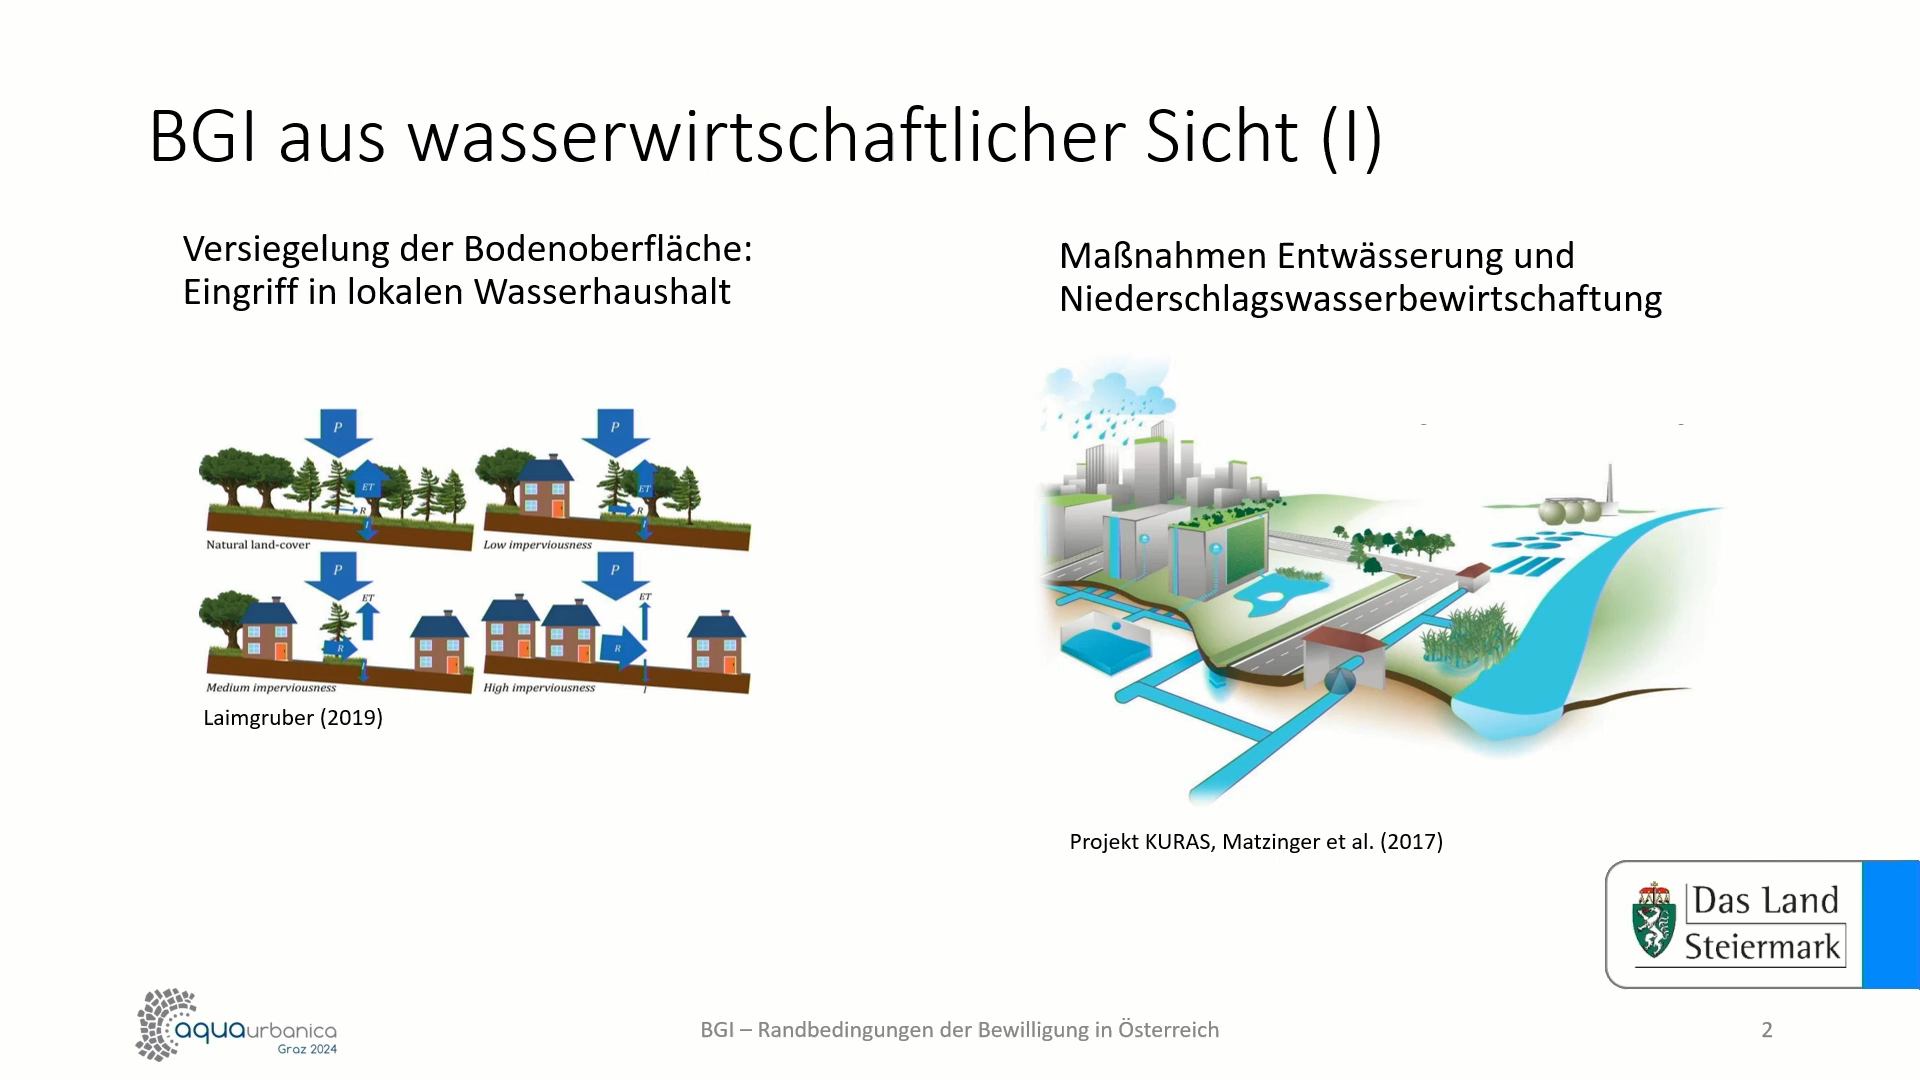 BGI aus wasserwirtschaftlicher Sicht (I)
Versiegelung der Bodenoberfläche:
Eingriff in lokalen Wasserhaushalt
P
ET
R
I
Natural land-cover
P
ET
R
I
Low imperviousness
P
ET
R
I
Medium imperviousness
P
ET
R
I
High imperviousness
Laimgruber (2019)
Maßnahmen Entwässerung und
Niederschlagswasserbewirtschaftung
Projekt KURAS, Matzinger et al. (2017)
Das Land
Steiermark
aquaurbanica
Graz 2024
BGI – Randbedingungen der Bewilligung in Österreich
2